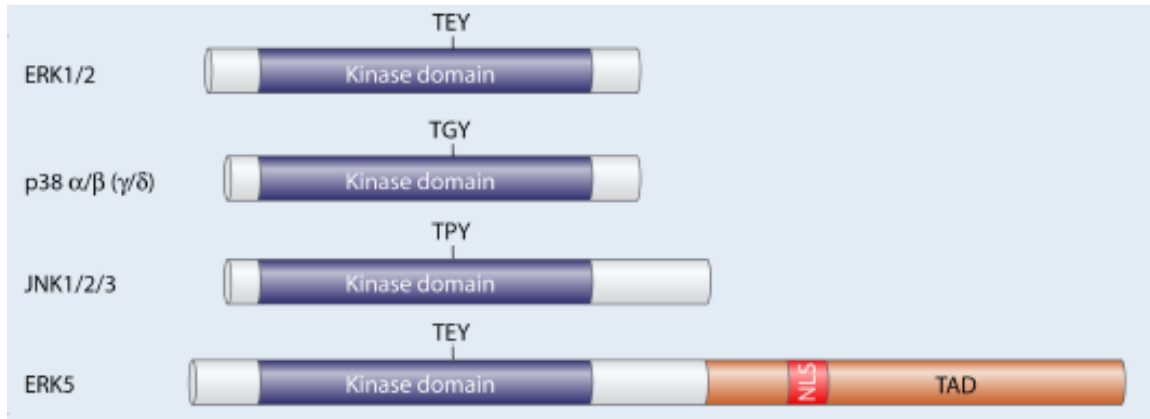 TEY
ERK1/2 Kinase domain
TGY
p38 α/β (γ/δ) Kinase domain
TPY
JNK1/2/3 Kinase domain
TEY
ERK5 Kinase domain NLS TAD